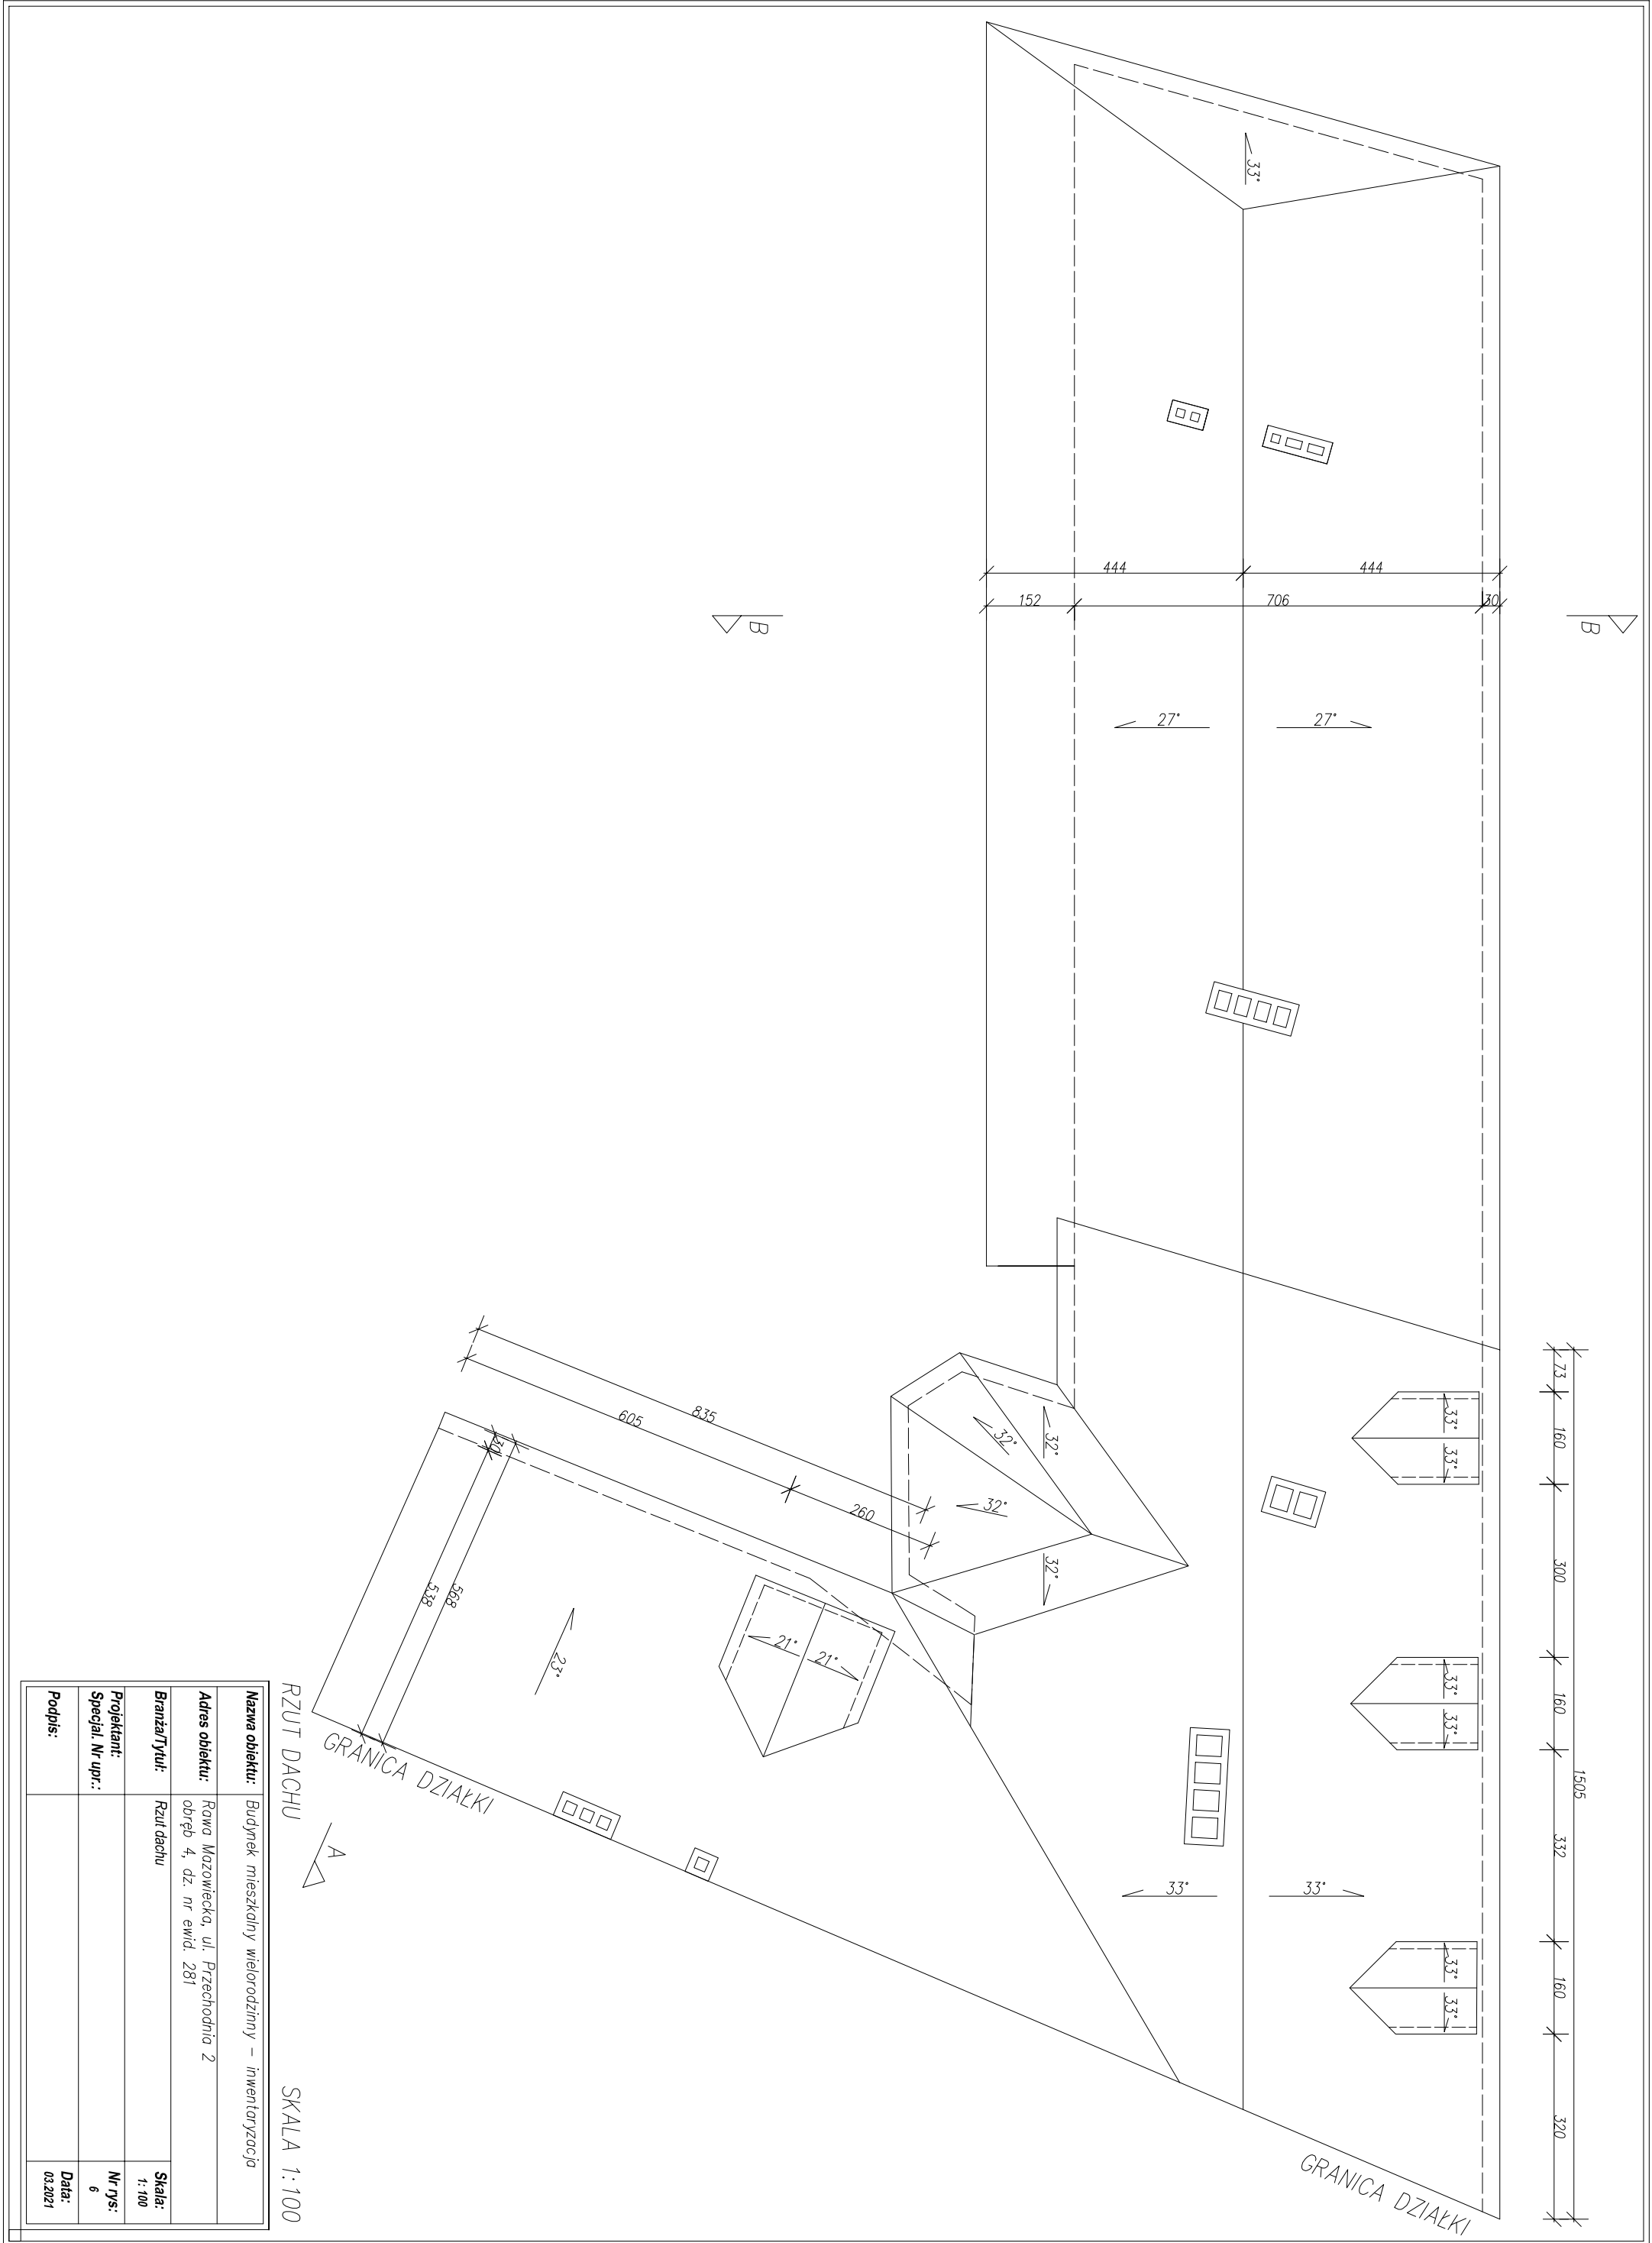 33°
444
444
152
706
30
B
B
27°
27°
1505
73
160
300
160
332
160
320
33°
33°
33°
33°
33°
33°
33°
33°
32°
32°
32°
32°
835
605
260
30
538
568
23°
21°
21°
GRANICA DZIAŁKI
GRANICA DZIAŁKI
A
RZUT DACHU
SKALA 1:100
Nazwa obiektu: Budynek mieszkalny wielorodzinny – inwentaryzacja
Adres obiektu: Rawa Mazowiecka, ul. Przechodnia 2
obręb 4, dz. nr ewid. 281
Branża/Tytuł: Rzut dachu
Skala:
1: 100
Projektant:
Specjal. Nr upr.:
Nr rys:
6
Podpis:
Data:
03.2021